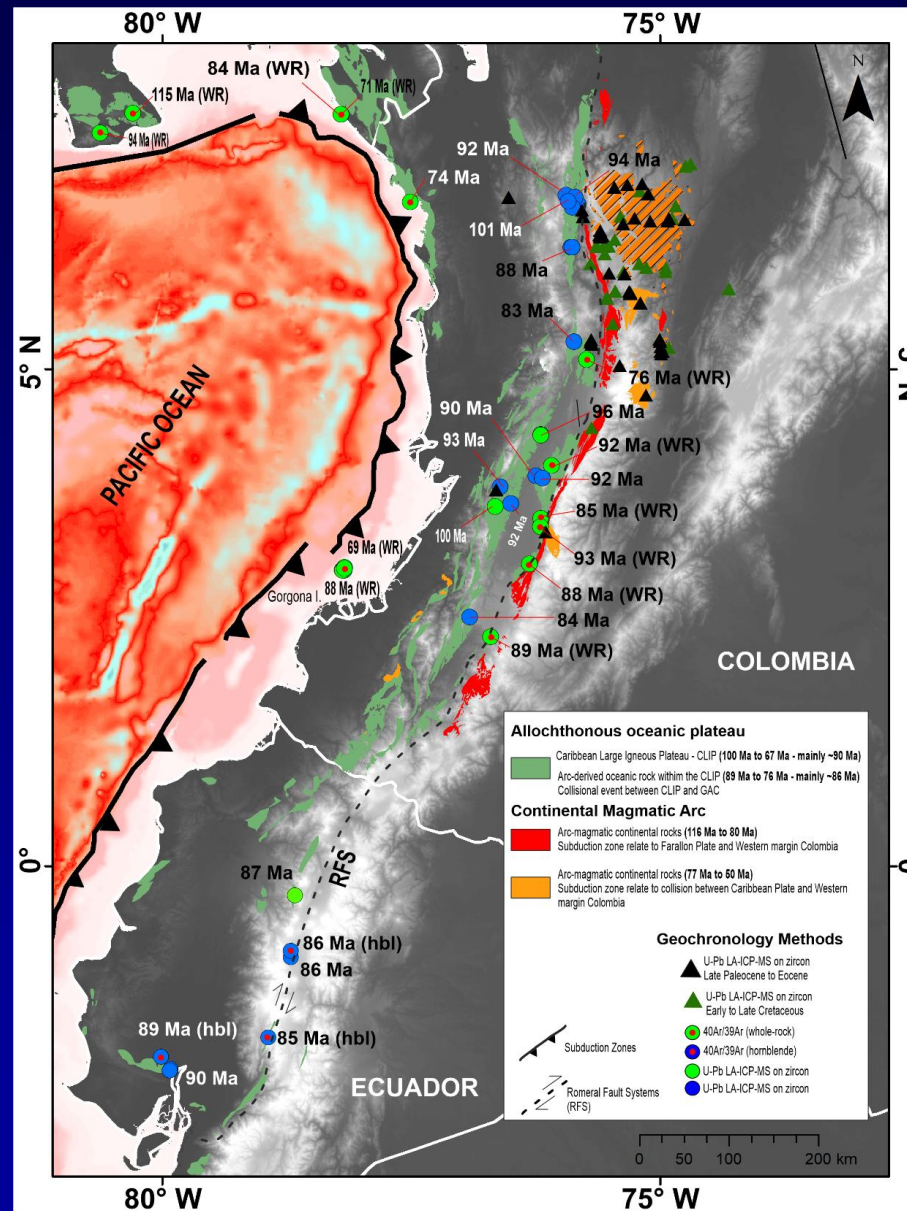 80° W
75° W
84 Ma (WR)
71 Ma (WR)
115 Ma (WR)
94 Ma (WR)
N
92 Ma
94 Ma
74 Ma
101 Ma
88 Ma
83 Ma
5° N
76 Ma (WR)
PACIFIC OCEAN
90 Ma
96 Ma
93 Ma
92 Ma (WR)
92 Ma
85 Ma (WR)
100 Ma
92 Ma
93 Ma (WR)
69 Ma (WR)
88 Ma (WR)
88 Ma (WR)
Gorgona I.
84 Ma
89 Ma (WR)
COLOMBIA
Allochthonous oceanic plateau
Caribbean Large Igneous Plateau - CLIP (100 Ma to 67 Ma - mainly ~90 Ma)
Arc-derived oceanic rock within the CLIP (89 Ma to 76 Ma - mainly ~86 Ma)
Collisional event between CLIP and GAC
Continental Magmatic Arc
Arc-magmatic continental rocks (116 Ma to 80 Ma)
Subduction zone relate to Farallon Plate and Western margin Colombia
Arc-magmatic continental rocks (77 Ma to 50 Ma)
Subduction zone relate to collision between Caribbean Plate and Western
margin Colombia
0°
87 Ma
RFS
86 Ma (hbl)
86 Ma
85 Ma (hbl)
89 Ma (hbl)
90 Ma
ECUADOR
Geochronology Methods
U-Pb LA-ICP-MS on zircon
Late Paleocene to Eocene
U-Pb LA-ICP-MS on zircon
Early to Late Cretaceous
40Ar/39Ar (whole-rock)
40Ar/39Ar (hornblende)
U-Pb LA-ICP-MS on zircon
U-Pb LA-ICP-MS on zircon
Subduction Zones
Romeral Fault Systems
(RFS)
0 50 100 200 km
80° W
75° W